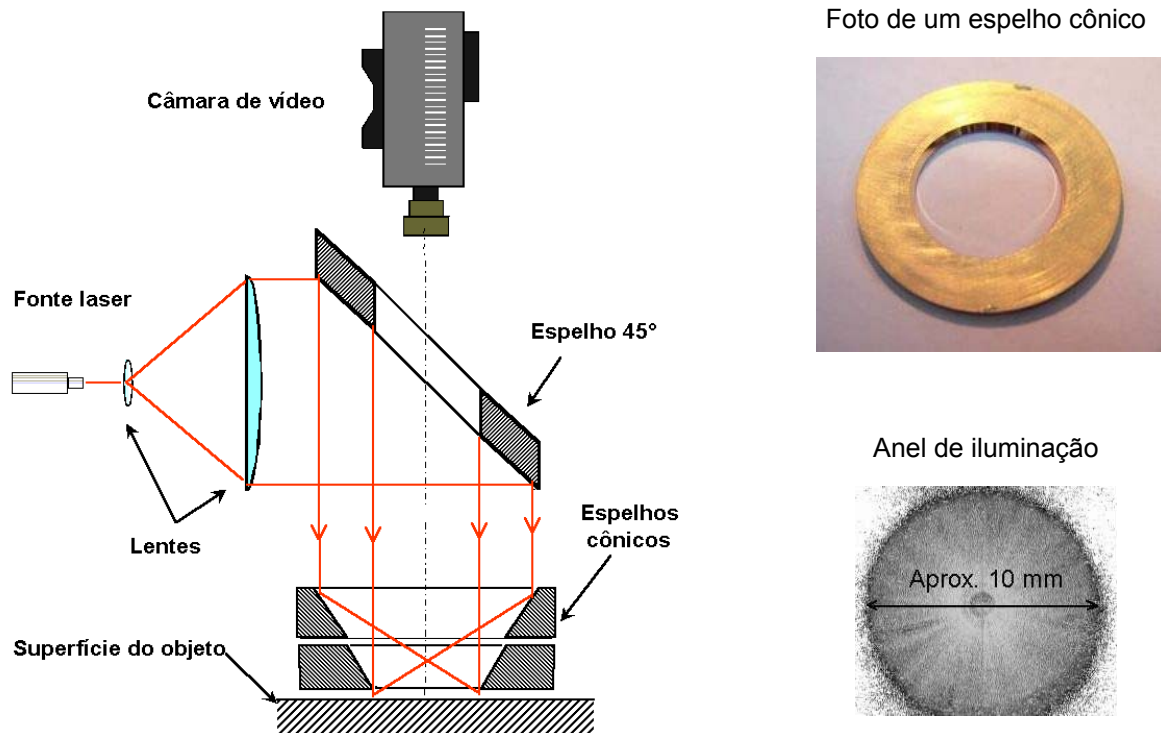 Foto de um espelho cônico
Câmara de vídeo
Fonte laser
Espelho 45°
Lentes
Anel de iluminação
Espelhos
cônicos
Aprox. 10 mm
Superfície do objeto